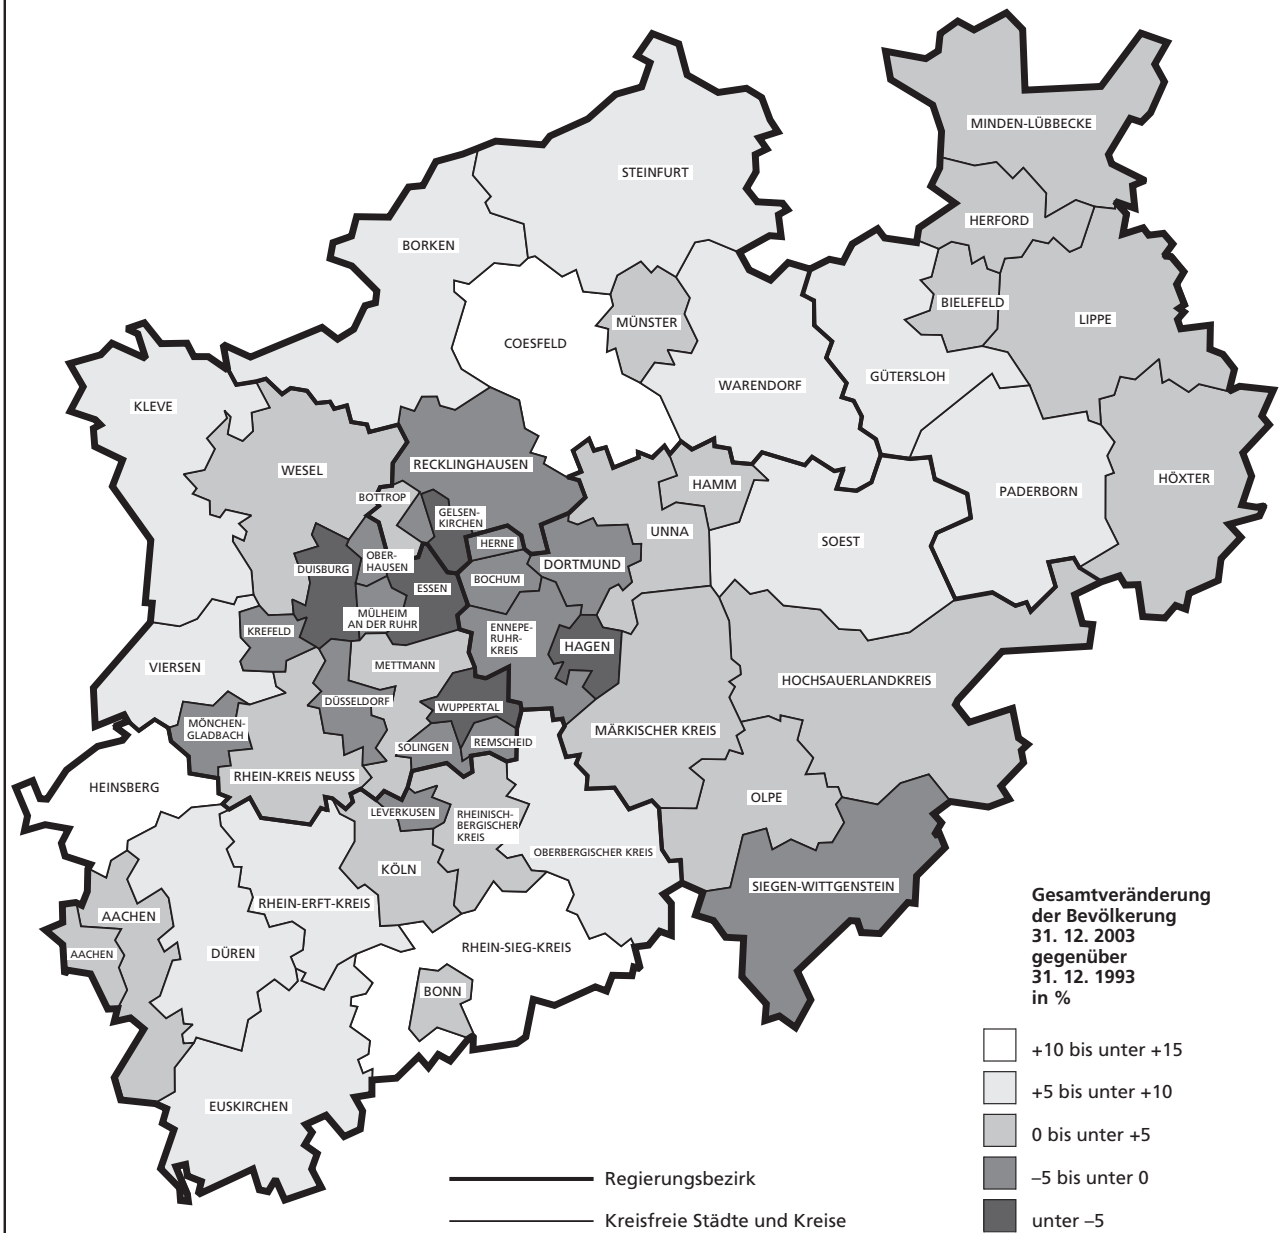 MINDEN-LÜBBECKE
STEINFURT
HERFORD
BORKEN
BIELEFELD
MÜNSTER
LIPPE
COESFELD
GÜTERSLOH
WARENDORF
KLEVE
RECKLINGHAUSEN
WESEL
HÖXTER
HAMM
PADERBORN
BOTTROP
GELSEN-
KIRCHEN
UNNA
SOEST
HERNE
OBER-
HAUSEN
DORTMUND
DUISBURG
BOCHUM
ESSEN
MÜLHEIM
AN DER RUHR
KREFELD
ENNEPE-
RUHR-
KREIS
HAGEN
METTMANN
VIERSEN
HOCHSAUERLANDKREIS
DÜSSELDORF
WUPPERTAL
MÖNCHEN-
GLADBACH
MÄRKISCHER KREIS
REMSCHEID
SOLINGEN
RHEIN-KREIS NEUSS
HEINSBERG
OLPE
LEVERKUSEN
RHEINISCH-
BERGISCHER
KREIS
OBERBERGISCHER KREIS
KÖLN
SIEGEN-WITTGENSTEIN
RHEIN-ERFT-KREIS
AACHEN
RHEIN-SIEG-KREIS
AACHEN
DÜREN
BONN
EUSKIRCHEN
Gesamtveränderung
der Bevölkerung
31. 12. 2003
gegenüber
31. 12. 1993
in %
+10 bis unter +15
+5 bis unter +10
0 bis unter +5
–5 bis unter 0
unter –5
Regierungsbezirk
Kreisfreie Städte und Kreise